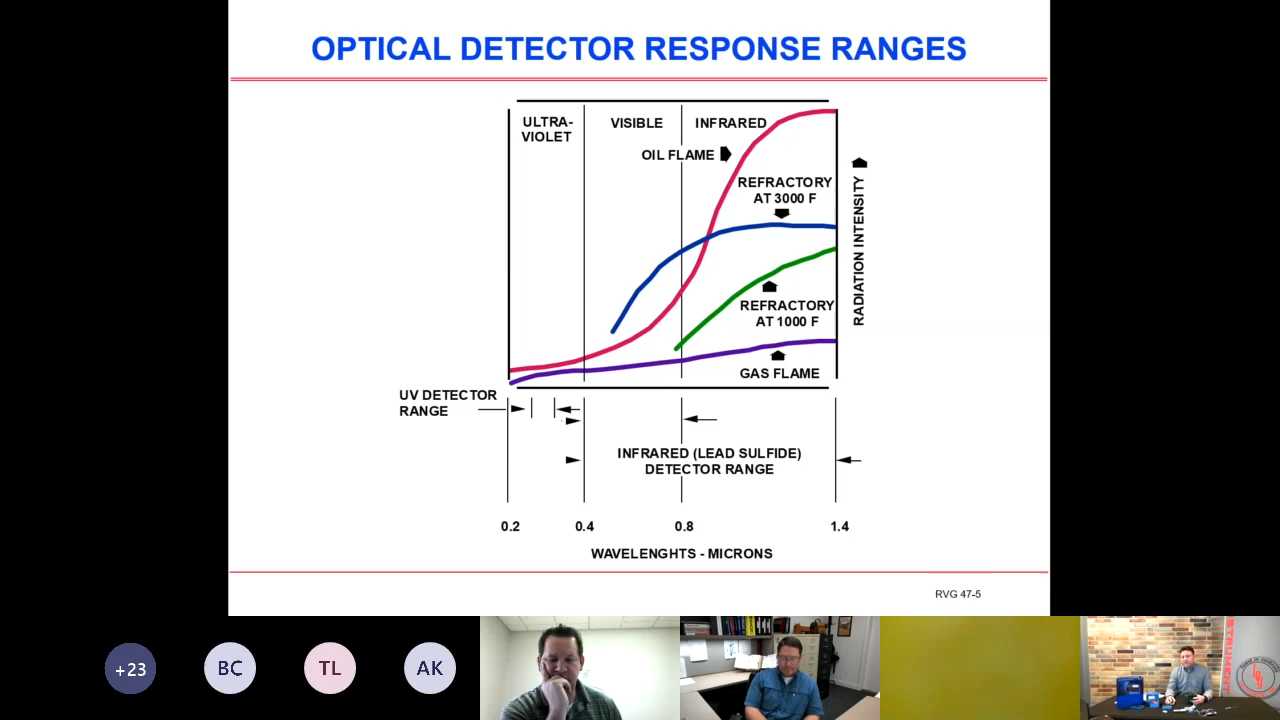 OPTICAL DETECTOR RESPONSE RANGES
ULTRA-
VIOLET
VISIBLE
INFRARED
OIL FLAME
REFRACTORY
AT 3000 F
RADIATION INTENSITY
REFRACTORY
AT 1000 F
GAS FLAME
UV DETECTOR
RANGE
INFRARED (LEAD SULFIDE)
DETECTOR RANGE
0.2 0.4 0.8 1.4
WAVELENGHTS - MICRONS
RVG 47-5
+23
BC
TL
AK